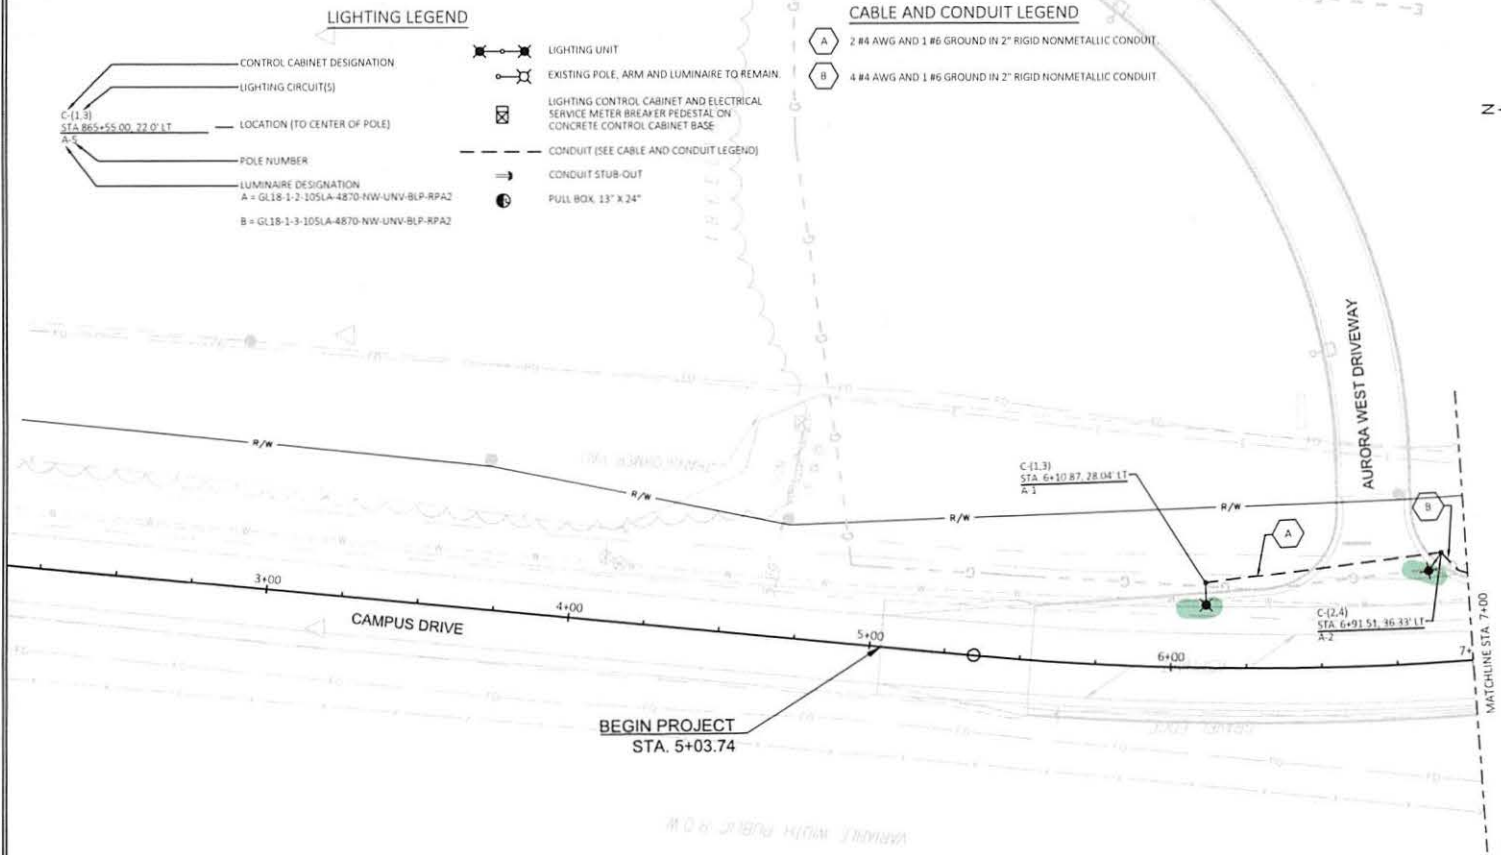 LIGHTING LEGEND
CONTROL CABINET DESIGNATION
LIGHTING CIRCUIT(S)
C-(1,3)
STA 865+55.00, 22.0' LT
A-5
LOCATION (TO CENTER OF POLE)
POLE NUMBER
LUMINAIRE DESIGNATION
A = GL18-1-2-105LA-4870-NW-UNV-BLP-RPA2
B = GL18-1-3-105LA-4870-NW-UNV-BLP-RPA2
LIGHTING UNIT
EXISTING POLE, ARM AND LUMINAIRE TO REMAIN.
LIGHTING CONTROL CABINET AND ELECTRICAL
SERVICE METER BREAKER PEDESTAL ON
CONCRETE CONTROL CABINET BASE
CONDUIT (SEE CABLE AND CONDUIT LEGEND)
CONDUIT STUB-OUT
PULL BOX, 13" X 24"
CABLE AND CONDUIT LEGEND
A 2 #4 AWG AND 1 #6 GROUND IN 2" RIGID NONMETALLIC CONDUIT.
B 4 #4 AWG AND 1 #6 GROUND IN 2" RIGID NONMETALLIC CONDUIT
N
AURORA WEST DRIVEWAY
R/W
R/W
R/W
R/W
C-(1,3)
STA. 6+10.87, 28.04' LT
A-1
A
B
C-(2,4)
STA. 6+91.51, 36.33' LT
A-2
3+00
4+00
5+00
6+00
7+
CAMPUS DRIVE
MATCHLINE STA. 7+00
BEGIN PROJECT
STA. 5+03.74
GRAVEL EDGE
VARIABLE WIDTH PUBLIC R.O.W.